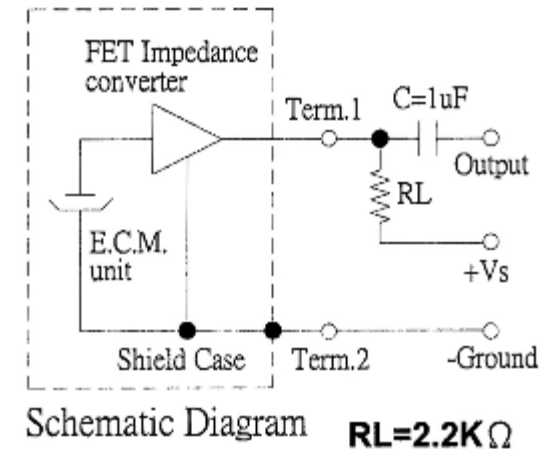 FET Impedance
converter
Term.1
C=1uF
Output
RL
+Vs
E.C.M.
unit
Shield Case
Term.2
-Ground
Schematic Diagram
RL=2.2KΩ